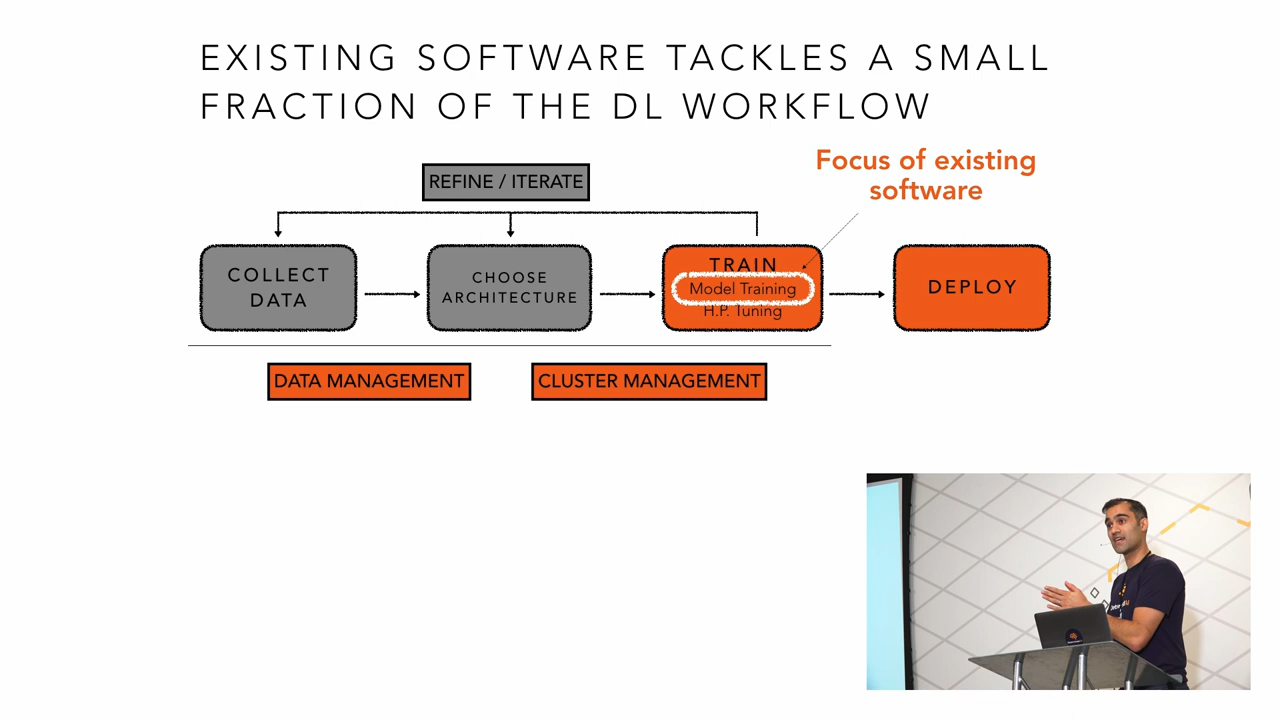 EXISTING SOFTWARE TACKLES A SMALL
FRACTION OF THE DL WORKFLOW
Focus of existing
software
REFINE / ITERATE
COLLECT
DATA
CHOOSE
ARCHITECTURE
TRAIN
Model Training
H.P. Tuning
DEPLOY
DATA MANAGEMENT
CLUSTER MANAGEMENT